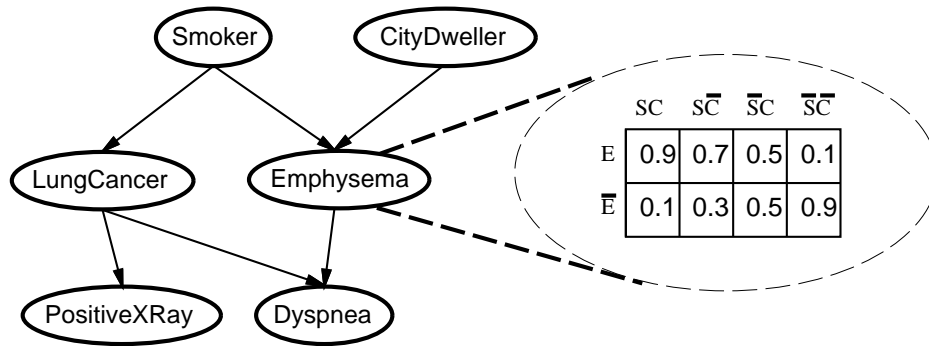 Smoker CityDweller
SC SC̅ S̅C S̅C̅
E 0.9 0.7 0.5 0.1
LungCancer Emphysema
E̅ 0.1 0.3 0.5 0.9
PositiveXRay Dyspnea